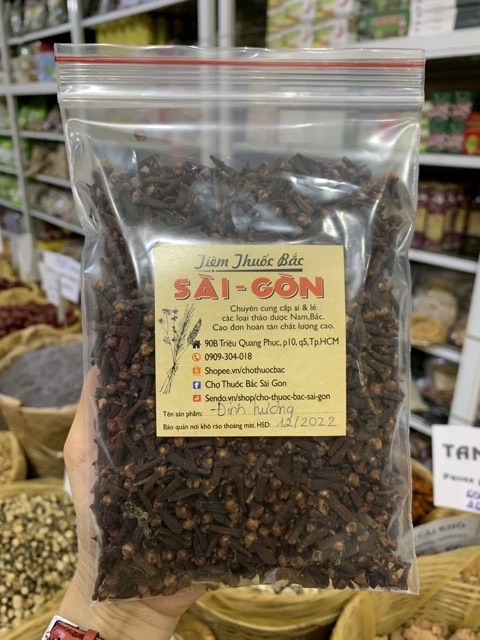 Tiệm Thuốc Bắc
SÀI-GÒN
Chuyên cung cấp sỉ & lẻ
các loại thảo dược Nam,Bắc.
Cao đơn hoàn tán chất lượng cao.
90B Triệu Quang Phục, p10, q5,Tp.HCM
0909-304-018
Shopee.vn/chothuocbac
Chợ Thuốc Bắc Sài Gòn
Sendo.vn/shop/cho-thuoc-bac-sai-gon
Tên sản phẩm: Đinh hương
Bảo quản nơi khô ráo thoáng mát. HSD: 12/2022
TAN